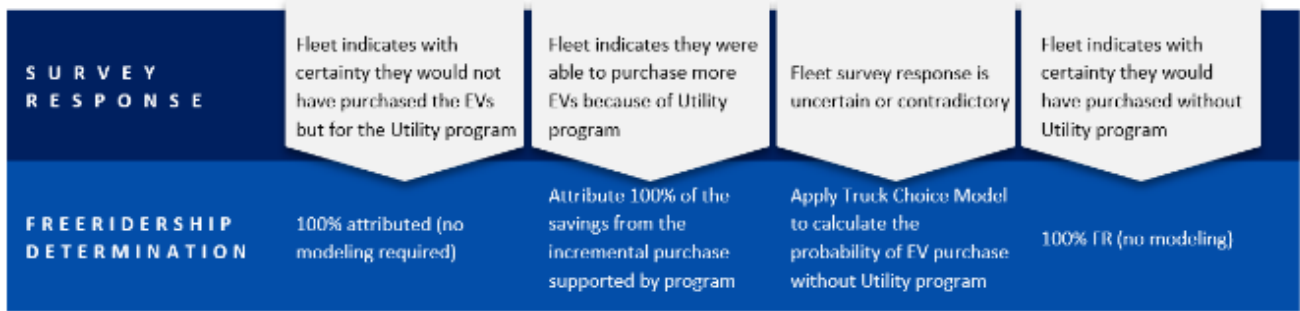 SURVEY
RESPONSE
Fleet indicates with
certainty they would not
have purchased the EVs
but for the Utility program
Fleet indicates they were
able to purchase more
EVs because of Utility
program
Fleet survey response is
uncertain or contradictory
Fleet indicates with
certainty they would
have purchased without
Utility program
FREERIDERSHIP
DETERMINATION
100% attributed (no
modeling required)
Attribute 100% of the
savings from the
incremental purchase
supported by program
Apply Truck Choice Model
to calculate the
probability of EV purchase
without Utility program
100% FR (no modeling)